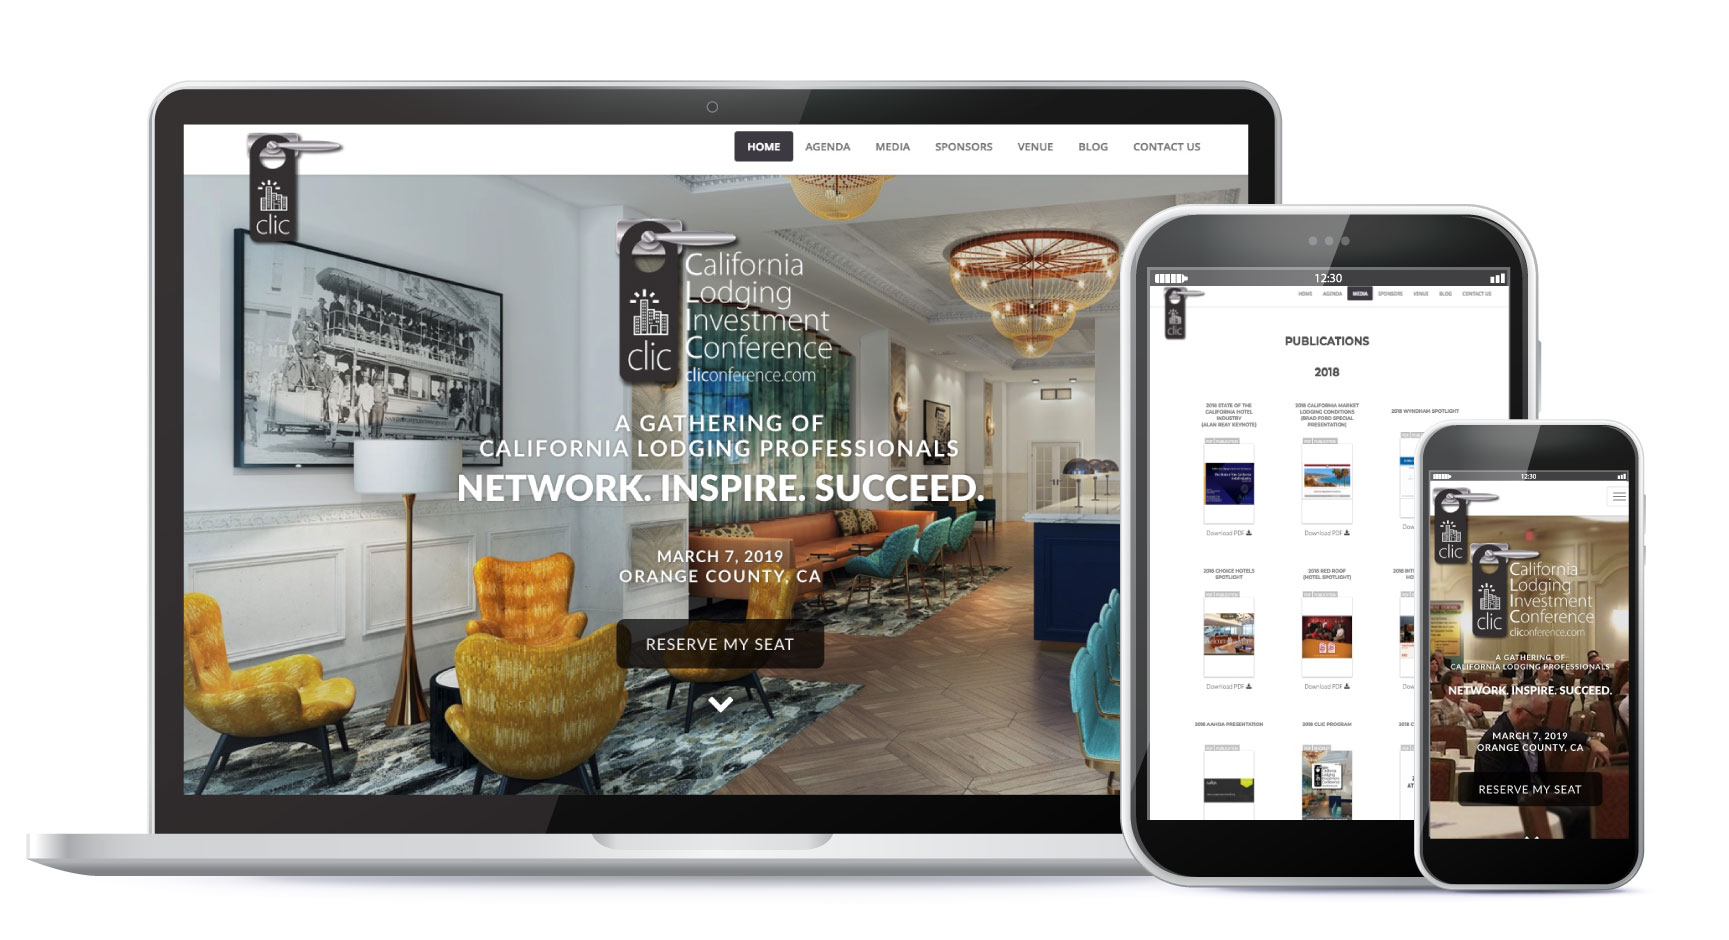 HOME AGENDA MEDIA SPONSORS VENUE BLOG CONTACT US
clic
California
Lodging
Investment
Conference
clic
cliconference.com
A GATHERING OF
CALIFORNIA LODGING PROFESSIONALS
NETWORK. INSPIRE. SUCCEED.
MARCH 7, 2019
ORANGE COUNTY, CA
RESERVE MY SEAT
12:30
HOME AGENDA MEDIA SPONSORS VENUE BLOG CONTACT US
clic
PUBLICATIONS
2018
2018 STATE OF THE
CALIFORNIA HOTEL
INDUSTRY
(ALAN REAY KEYNOTE)
2018 CALIFORNIA MARKET
LODGING CONDITIONS
(BRAD FORD SPECIAL
PRESENTATION)
2018 WYNDHAM SPOTLIGHT
Download PDF
Download PDF
2018 CHOICE HOTELS
SPOTLIGHT
2018 RED ROOF
(HOTEL SPOTLIGHT)
Download PDF
Download PDF
2018 AAHOA PRESENTATION
2018 CLIC PROGRAM
12:30
clic
California
Lodging
Investment
Conference
clic
cliconference.com
A GATHERING OF
CALIFORNIA LODGING PROFESSIONALS
NETWORK. INSPIRE. SUCCEED.
MARCH 7, 2019
ORANGE COUNTY, CA
RESERVE MY SEAT